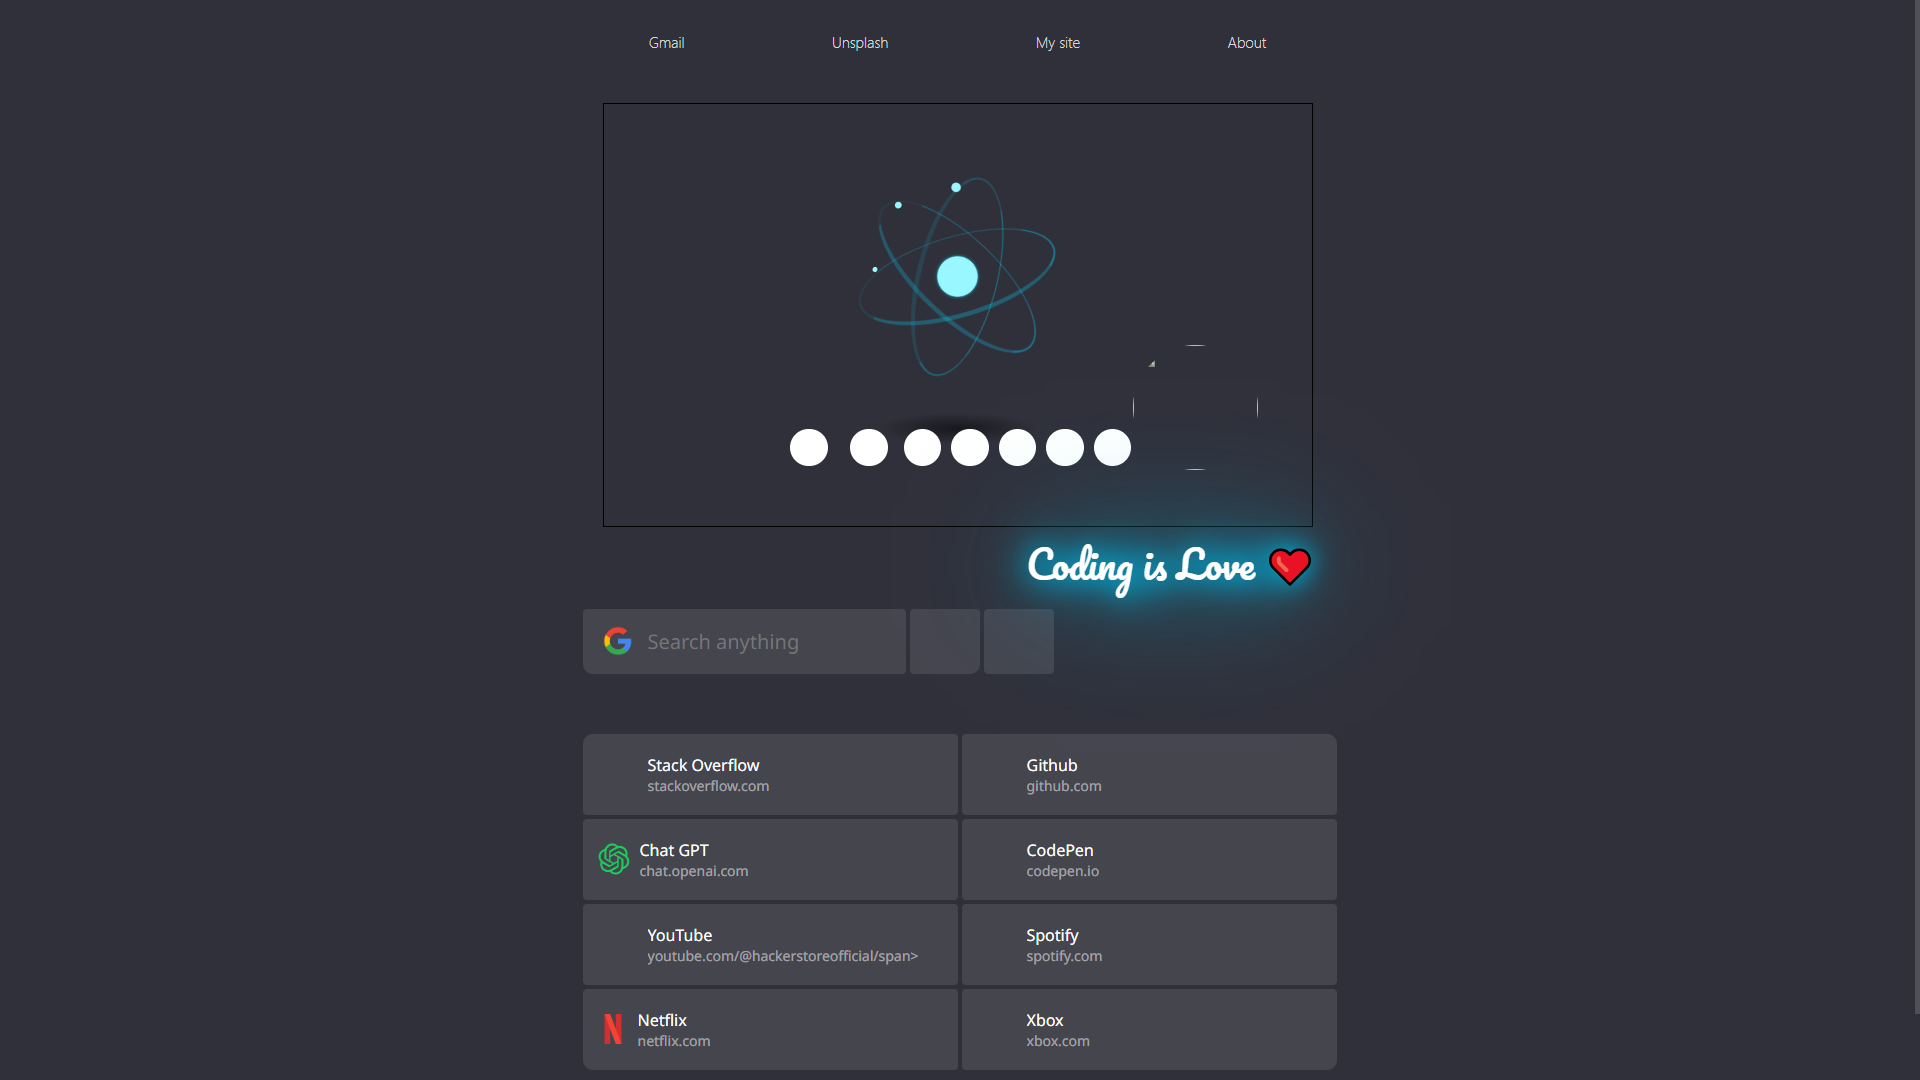 Gmail Unsplash My site About
Coding is Love
Search anything
Stack Overflow
stackoverflow.com
Github
github.com
Chat GPT
chat.openai.com
CodePen
codepen.io
YouTube
youtube.com/@hackerstoreofficial/span>
Spotify
spotify.com
Netflix
netflix.com
Xbox
xbox.com